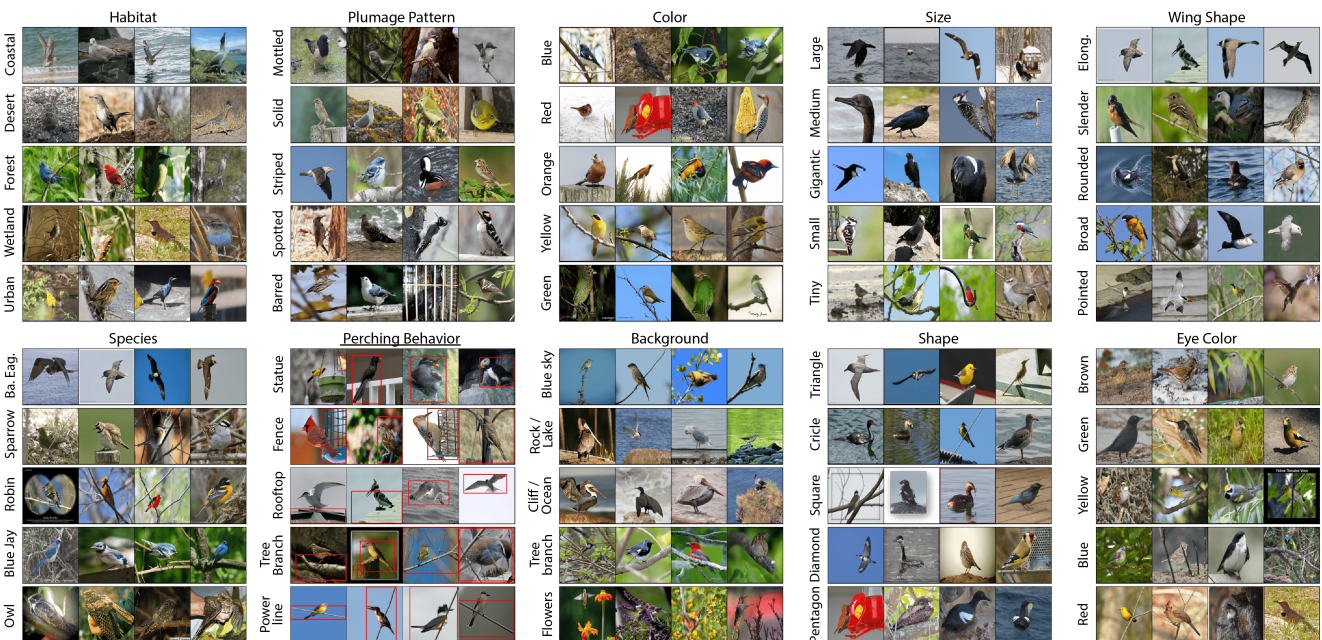 Habitat
Coastal
Desert
Forest
Wetland
Urban
Plumage Pattern
Mottled
Solid
Striped
Spotted
Barred
Color
Blue
Red
Orange
Yellow
Green
Size
Large
Medium
Gigantic
Small
Tiny
Wing Shape
Elong.
Slender
Rounded
Broad
Pointed
Species
Ba. Eag.
Sparrow
Robin
Blue Jay
Owl
Perching Behavior
Statue
Fence
Rooftop
Tree
Branch
Power
line
Background
Blue sky
Rock /
Lake
Cliff /
Ocean
Tree
branch
Flowers
Shape
Triangle
Cricle
Square
Diamond
Pentagon
Eye Color
Brown
Green
Yellow
Blue
Red